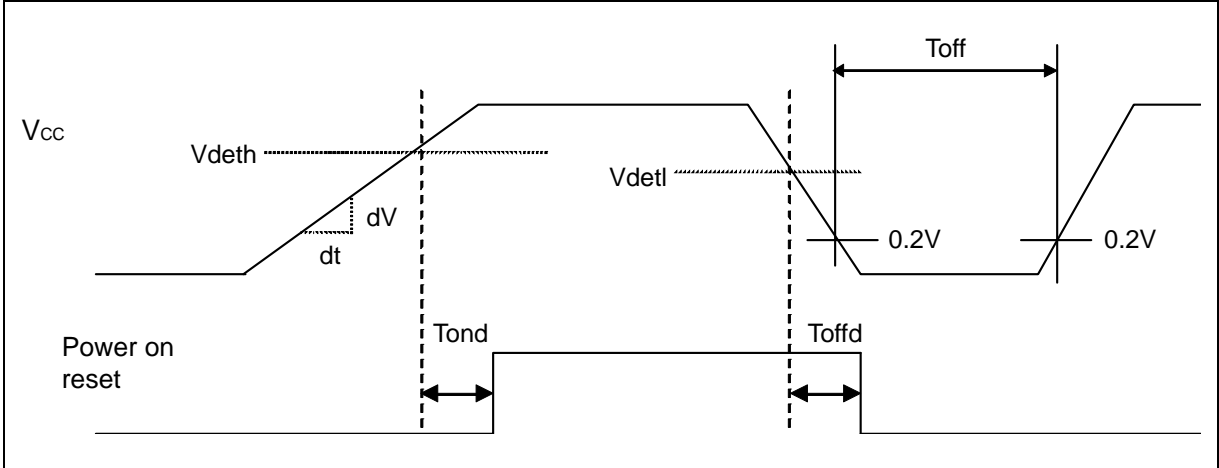 Toff
Vcc
Vdeth
Vdetl
dV
dt
0.2V
0.2V
Tond
Toffd
Power on
reset